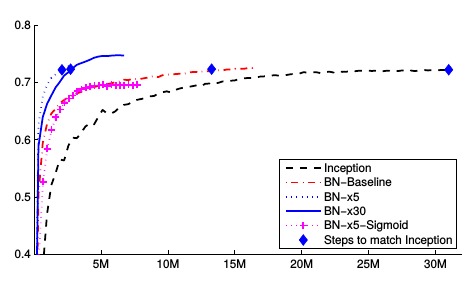 0.8
0.7
0.6
0.5
0.4
5M 10M 15M 20M 25M 30M
Inception
BN-Baseline
BN-x5
BN-x30
BN-x5-Sigmoid
Steps to match Inception